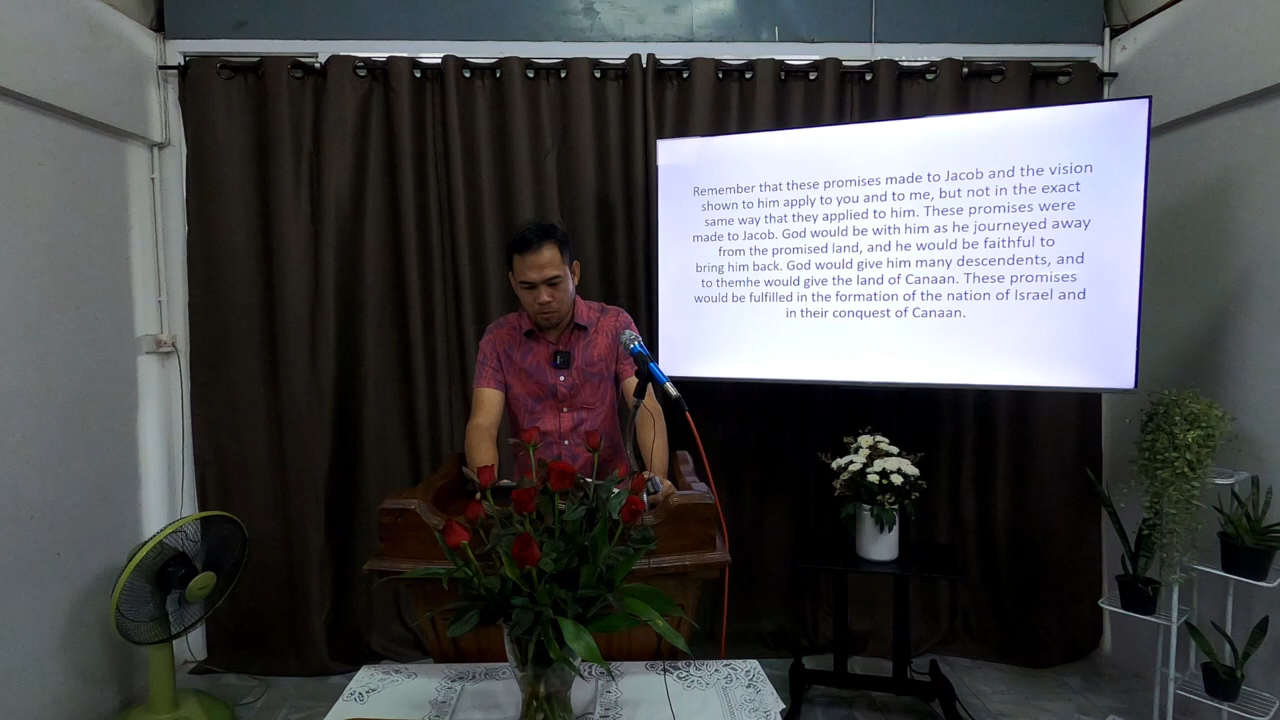 Remember that these promises made to Jacob and the vision
shown to him apply to you and to me, but not in the exact
same way that they applied to him. These promises were
made to Jacob. God would be with him as he journeyed away
from the promised land, and he would be faithful to
bring him back. God would give him many descendents, and
to themhe would give the land of Canaan. These promises
would be fulfilled in the formation of the nation of Israel and
in their conquest of Canaan.